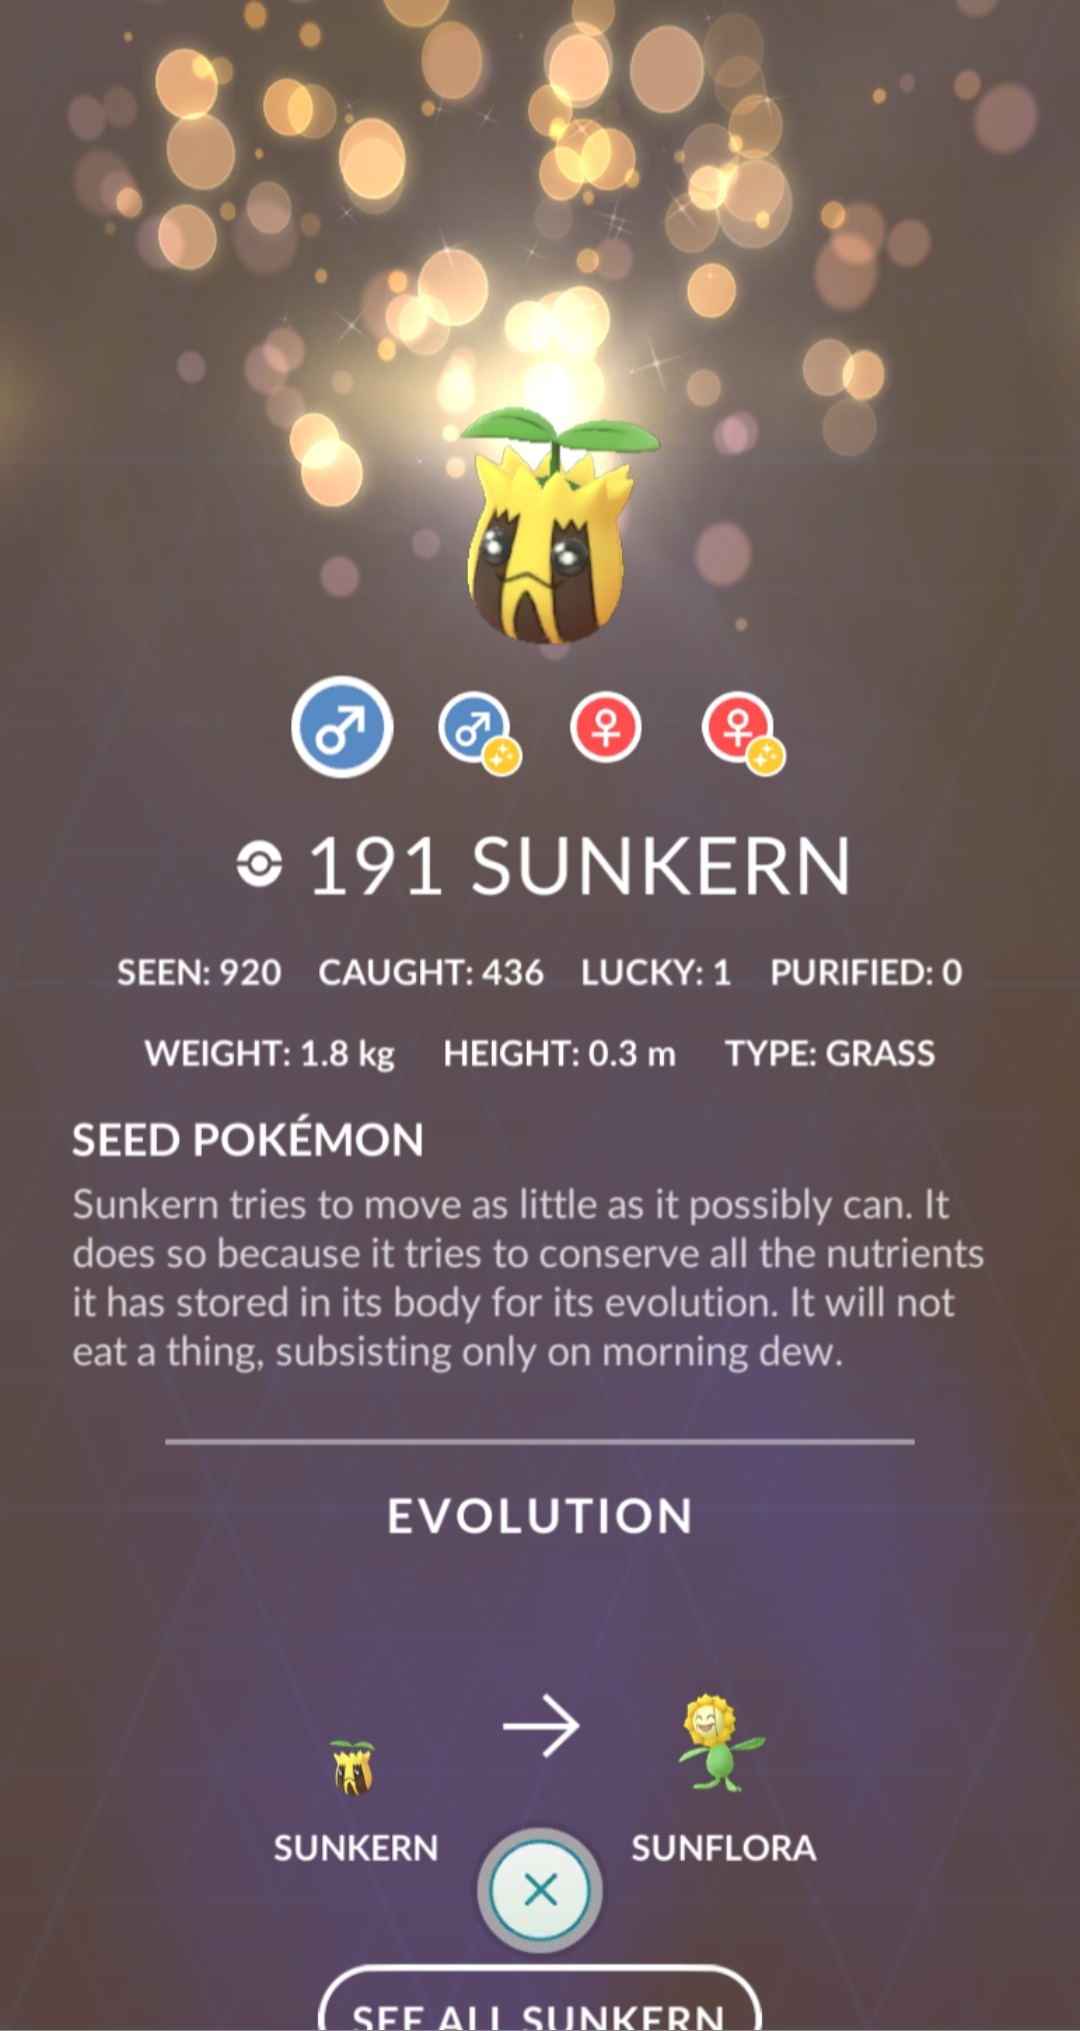 191 SUNKERN
SEEN: 920 CAUGHT: 436 LUCKY: 1 PURIFIED: 0
WEIGHT: 1.8 kg HEIGHT: 0.3 m TYPE: GRASS
SEED POKÉMON
Sunkern tries to move as little as it possibly can. It
does so because it tries to conserve all the nutrients
it has stored in its body for its evolution. It will not
eat a thing, subsisting only on morning dew.
EVOLUTION
SUNKERN SUNFLORA
SEE ALL SUNKERN